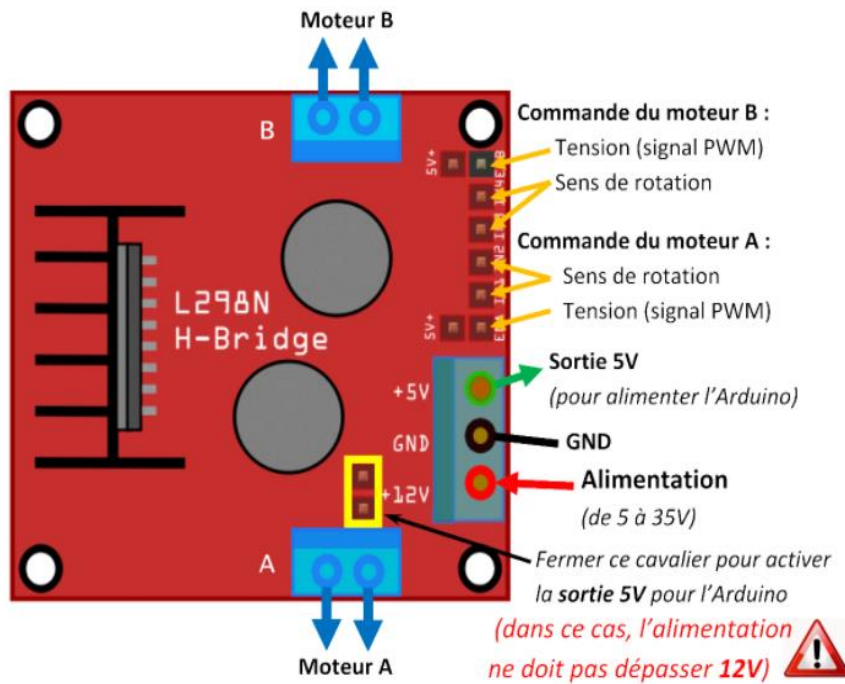 Moteur B
B
Commande du moteur B :
Tension (signal PWM)
Sens de rotation
5V+
Commande du moteur A :
Sens de rotation
Tension (signal PWM)
5V+
L298N
H-Bridge
+5V
GND
+12V
Sortie 5V
(pour alimenter l'Arduino)
GND
Alimentation
(de 5 à 35V)
A
Fermer ce cavalier pour activer
la sortie 5V pour l'Arduino
(dans ce cas, l'alimentation
ne doit pas dépasser 12V)
Moteur A